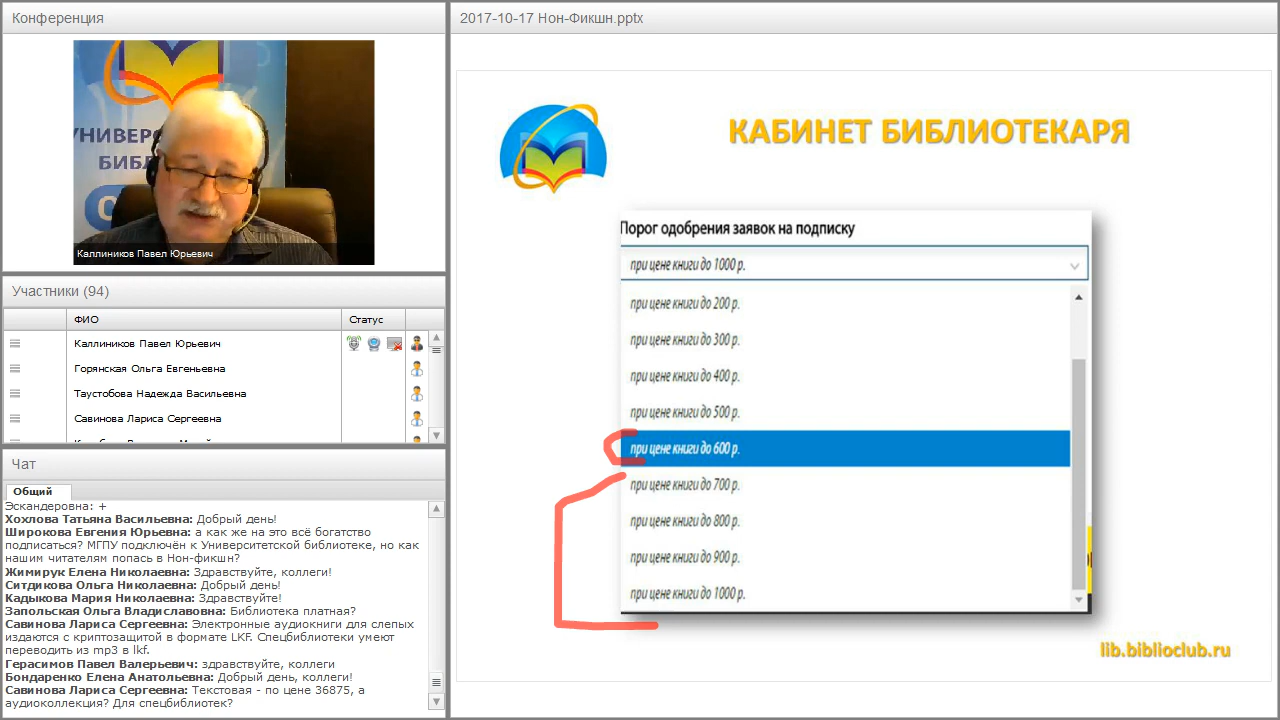 Конференция
УНИВЕР
БИБЛ
Каллиников Павел Юрьевич
Участники (94)
ФИО
Статус
Каллиников Павел Юрьевич
Горянская Ольга Евгеньевна
Таустобова Надежда Васильевна
Савинова Лариса Сергеевна
Чат
Общий
Эскандеровна: +
Хохлова Татьяна Васильевна: Добрый день!
Широкова Евгения Юрьевна: а как же на это всё богатство
подписаться? МГПУ подключён к Университетской библиотеке, но как
нашим читателям попась в Нон-фикшн?
Жимирук Елена Николаевна: Здравствуйте, коллеги!
Ситдикова Ольга Николаевна: Добрый день!
Кадыкова Мария Николаевна: Здравствуйте!
Запольская Ольга Владиславовна: Библиотека платная?
Савинова Лариса Сергеевна: Электронные аудиокниги для слепых
издаются с криптозащитой в формате LKF. Спецбиблиотеки умеют
переводить из mp3 в lkf.
Герасимов Павел Валерьевич: здравствуйте, коллеги
Бондаренко Елена Анатольевна: Добрый день, коллеги!
Савинова Лариса Сергеевна: Текстовая - по цене 36875, а
аудиоколлекция? Для спецбиблиотек?
2017-10-17 Нон-Фикшн.pptx
КАБИНЕТ БИБЛИОТЕКАРЯ
Порог одобрения заявок на подписку
при цене книги до 1000 р.
при цене книги до 200 р.
при цене книги до 300 р.
при цене книги до 400 р.
при цене книги до 500 р.
при цене книги до 600 р.
при цене книги до 700 р.
при цене книги до 800 р.
при цене книги до 900 р.
при цене книги до 1000 р.
lib.biblioclub.ru